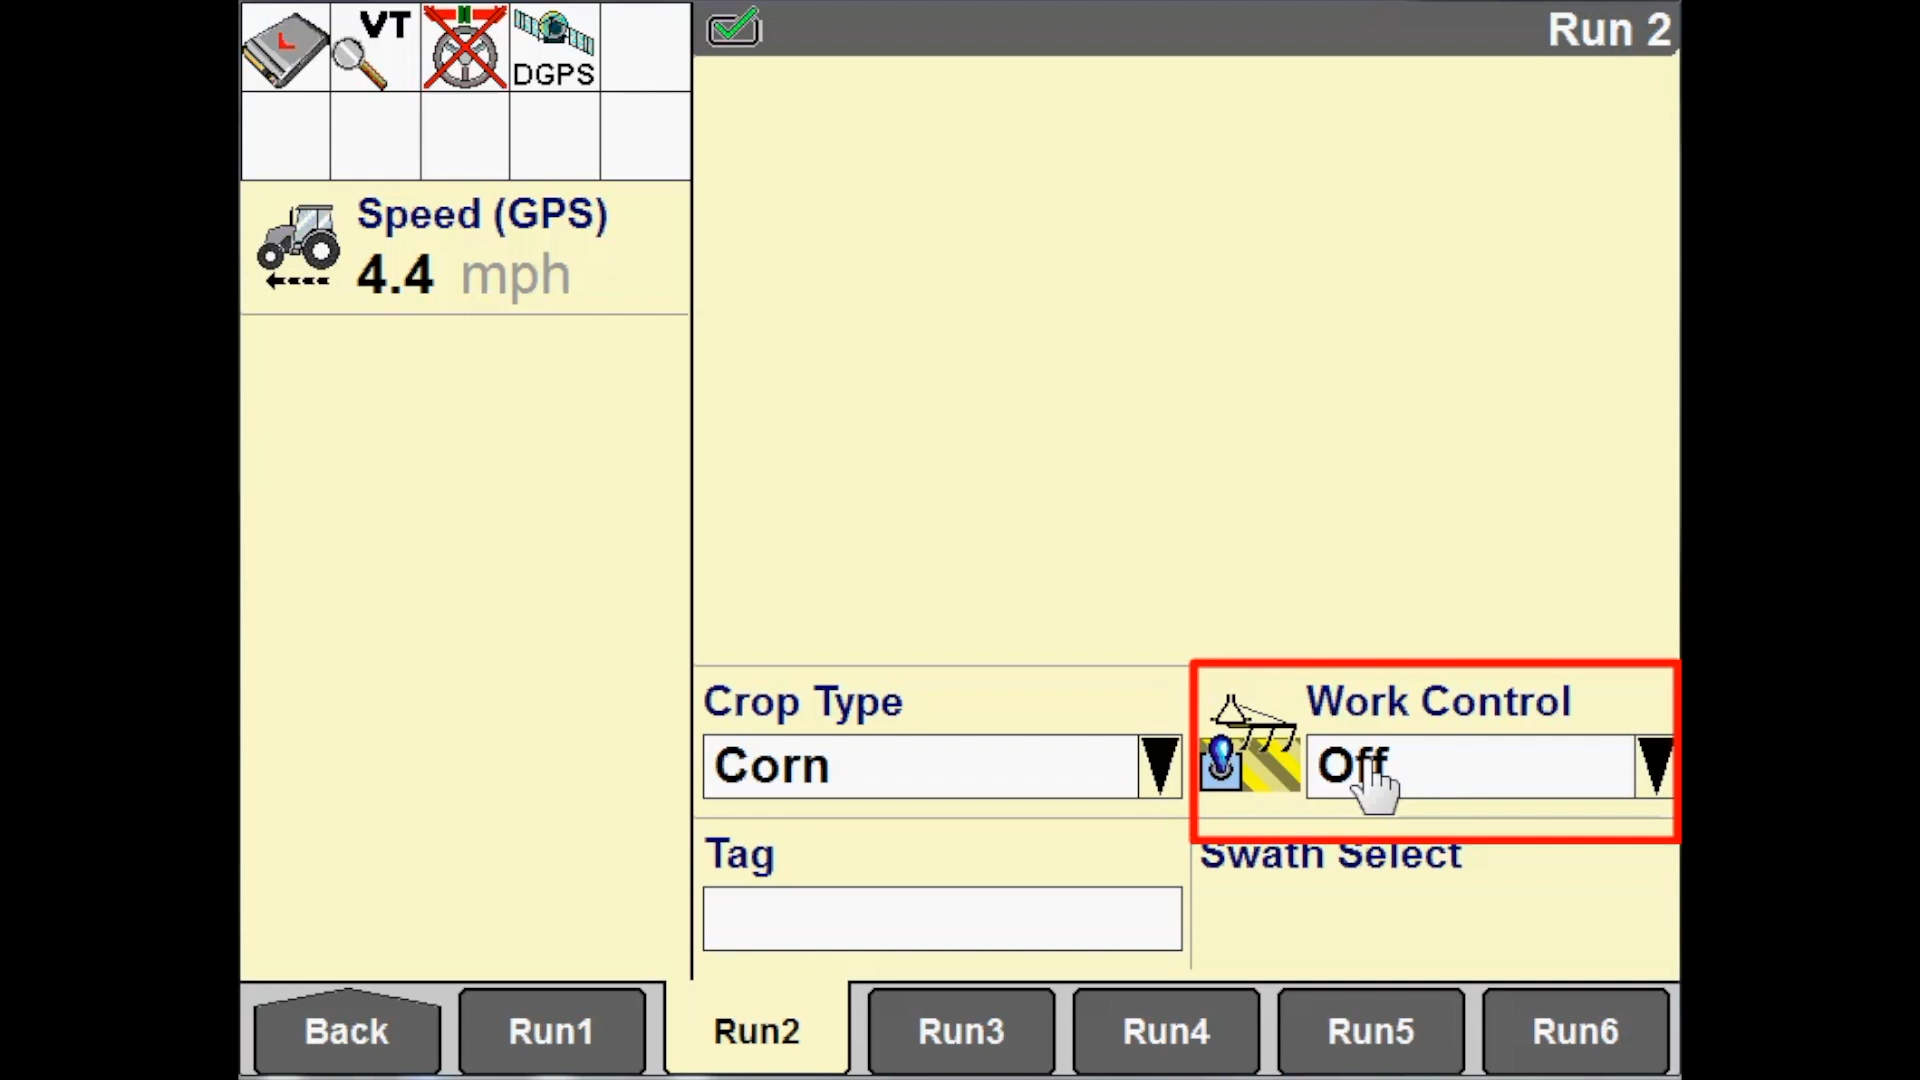 VT
L
DGPS
Run 2
Speed (GPS)
4.4 mph
Crop Type
Corn
Work Control
Off
Tag
Swath Select
Back
Run1
Run2
Run3
Run4
Run5
Run6